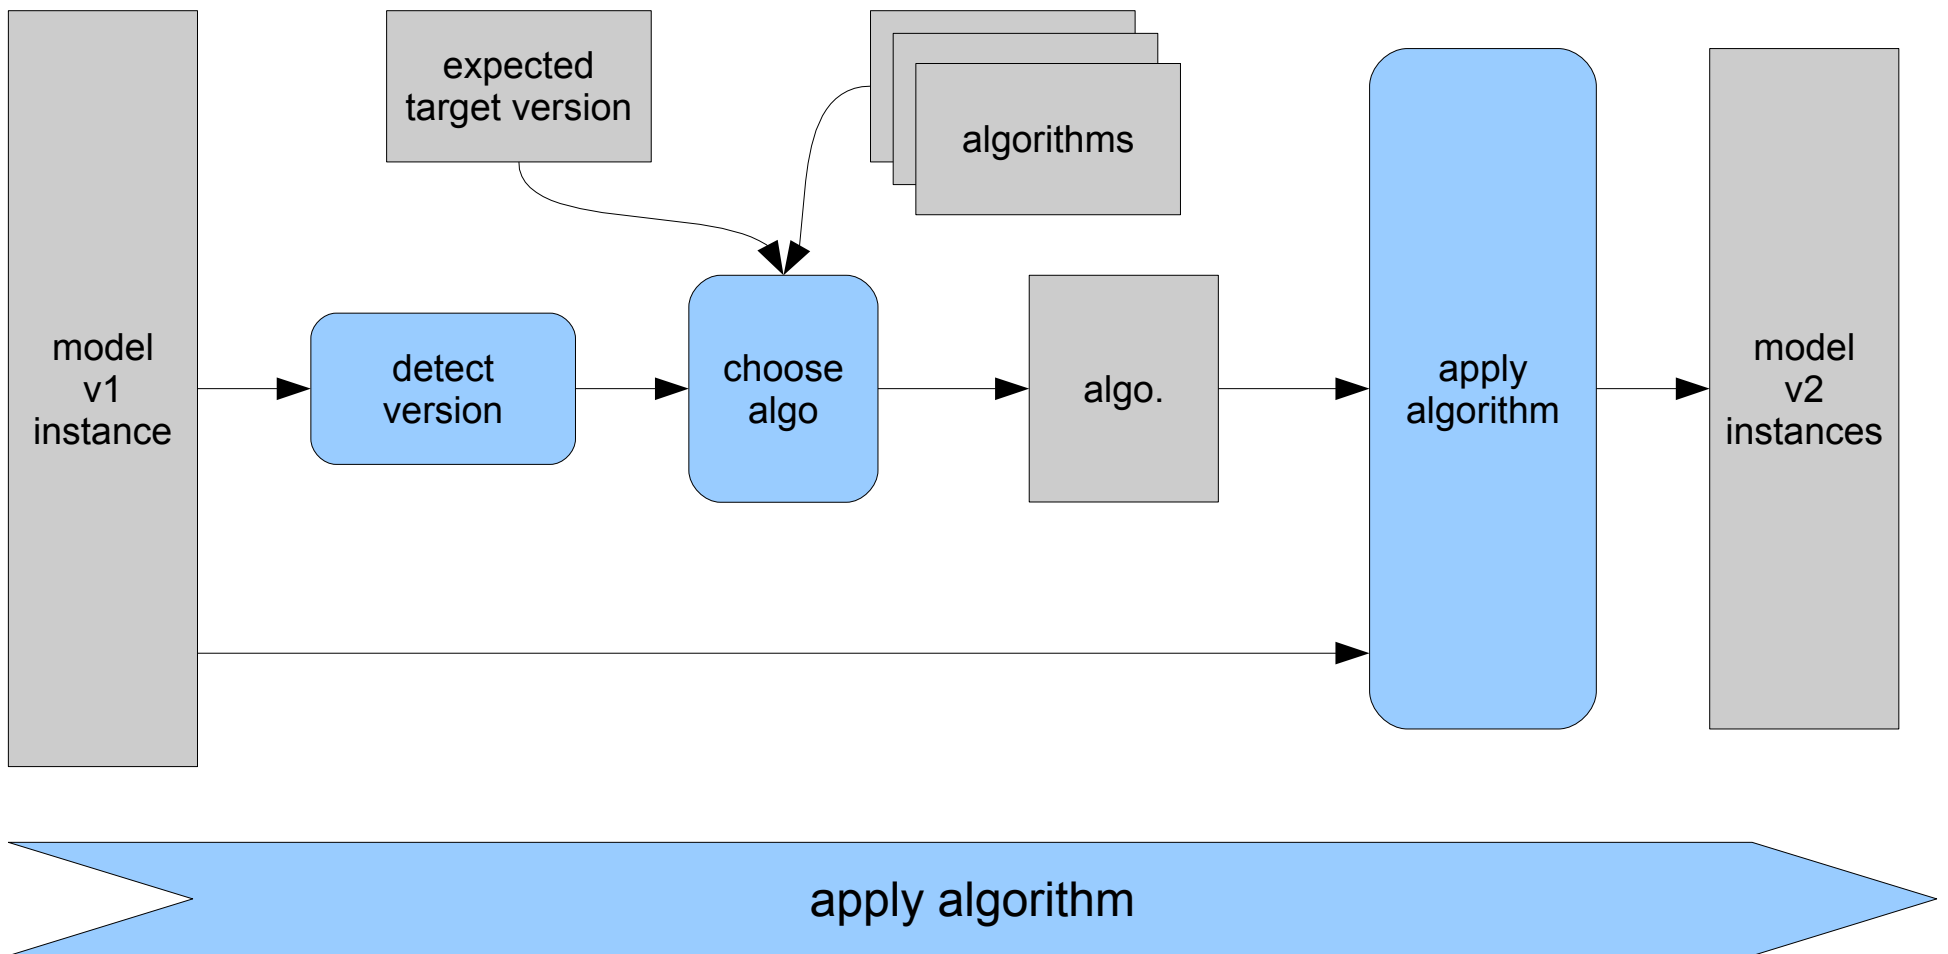 expected
target version
algorithms
model
v1
instance
detect
version
choose
algo
algo.
apply
algorithm
model
v2
instances
apply algorithm